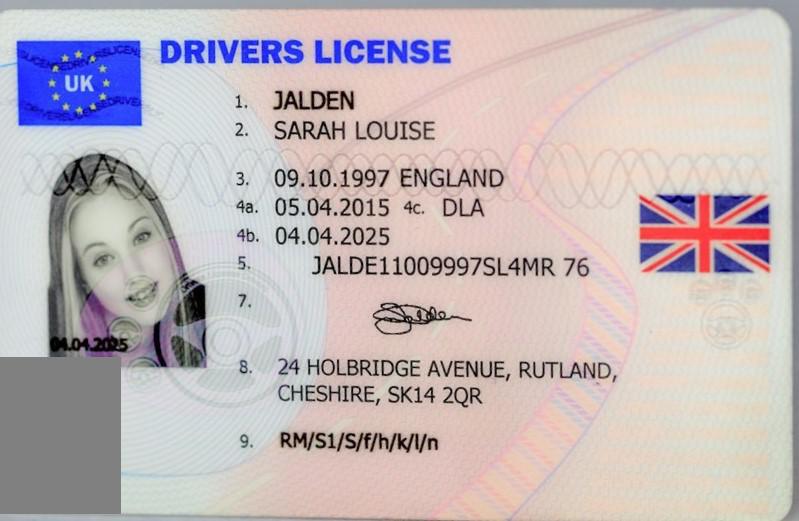 UK
DRIVERS LICENSE
1. JALDEN
2. SARAH LOUISE
3. 09.10.1997 ENGLAND
4a. 05.04.2015 4c. DLA
4b. 04.04.2025
5. JALDE11009997SL4MR 76
7. SJalden
04.04.2025
8. 24 HOLBRIDGE AVENUE, RUTLAND,
CHESHIRE, SK14 2QR
9. RM/S1/S/f/h/k/l/n